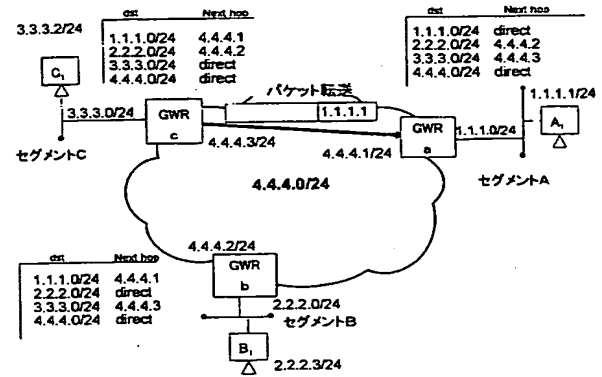 dst Next hop
1.1.1.0/24 4.4.4.1
2.2.2.0/24 4.4.4.2
3.3.3.0/24 direct
4.4.4.0/24 direct
dst Next hop
1.1.1.0/24 direct
2.2.2.0/24 4.4.4.2
3.3.3.0/24 4.4.4.3
4.4.4.0/24 direct
3.3.3.2/24
C1
3.3.3.0/24
セグメントC
GWR
c
4.4.4.3/24
パケット転送
1.1.1.1
GWR
a
4.4.4.1/24
1.1.1.0/24
1.1.1.1/24
A1
セグメントA
4.4.4.0/24
4.4.4.2/24
GWR
b
2.2.2.0/24
セグメントB
B1
2.2.2.3/24
dst Next hop
1.1.1.0/24 4.4.4.1
2.2.2.0/24 direct
3.3.3.0/24 4.4.4.3
4.4.4.0/24 direct